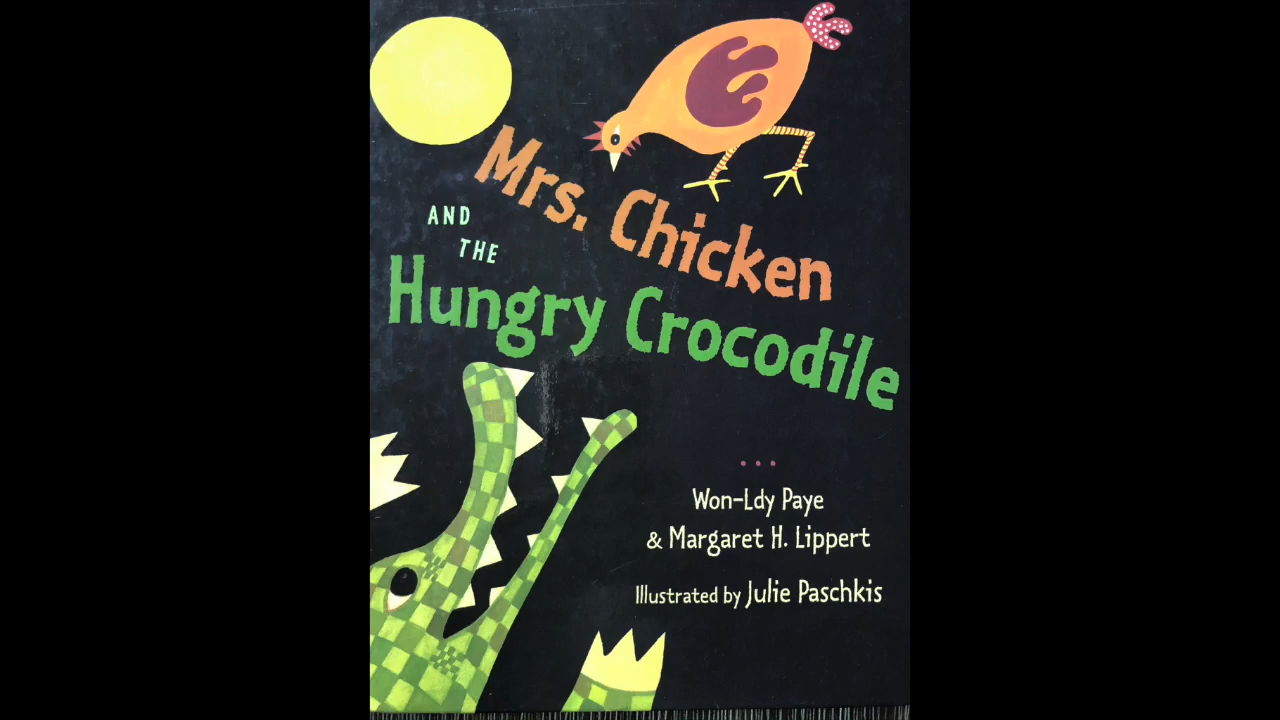 Mrs. Chicken
AND
THE
Hungry Crocodile
Won-Ldy Paye
& Margaret H. Lippert
Illustrated by Julie Paschkis